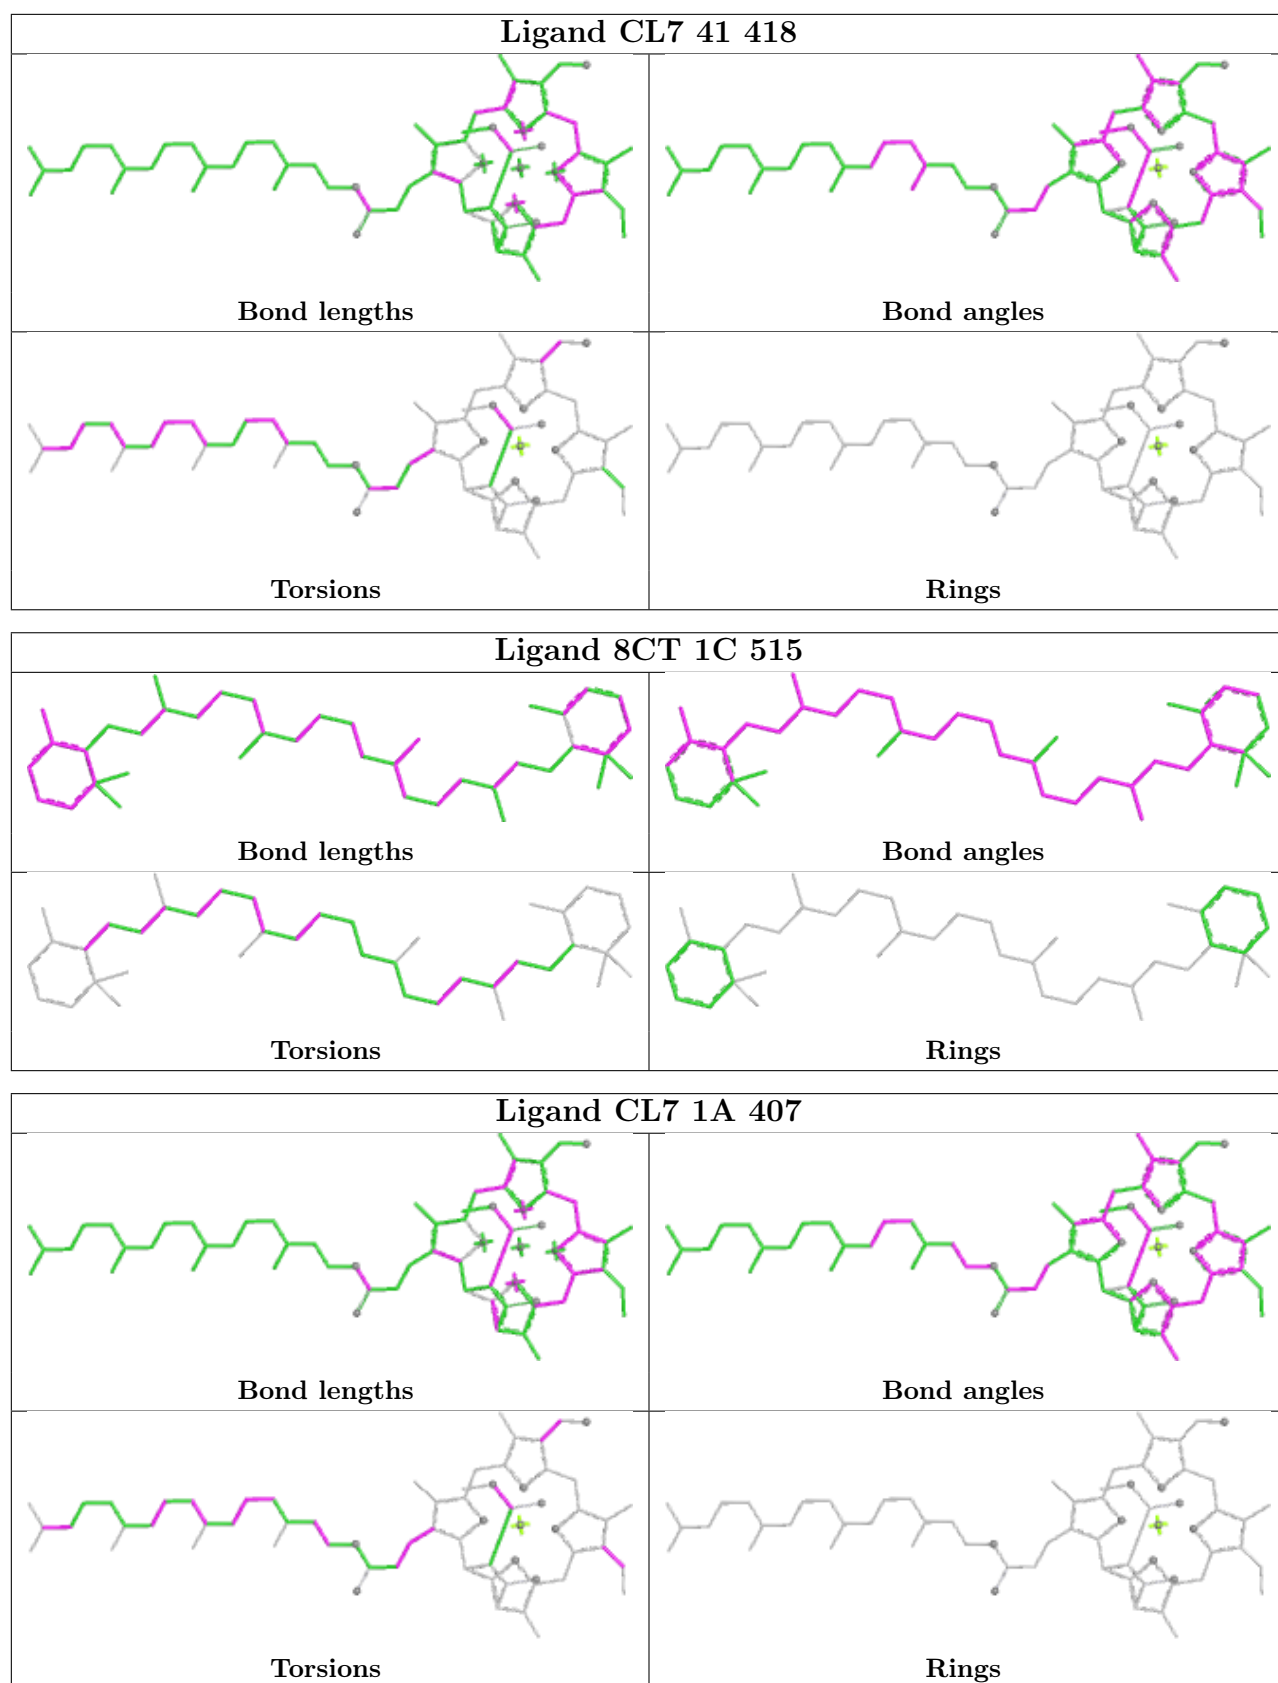 Ligand CL7 41 418
Bond lengths
Bond angles
Torsions
Rings
Ligand 8CT 1C 515
Bond lengths
Bond angles
Torsions
Rings
Ligand CL7 1A 407
Bond lengths
Bond angles
Torsions
Rings